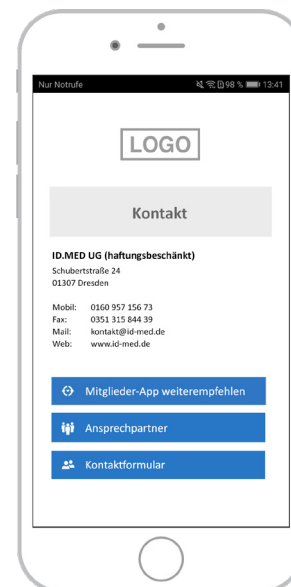 Nur Notrufe 98 % 13:41
LOGO
Kontakt
ID.MED UG (haftungsbeschänkt)
Schubertstraße 24
01307 Dresden
Mobil: 0160 957 156 73
Fax: 0351 315 844 39
Mail: kontakt@id-med.de
Web: www.id-med.de
Mitglieder-App weiterempfehlen
Ansprechpartner
Kontaktformular